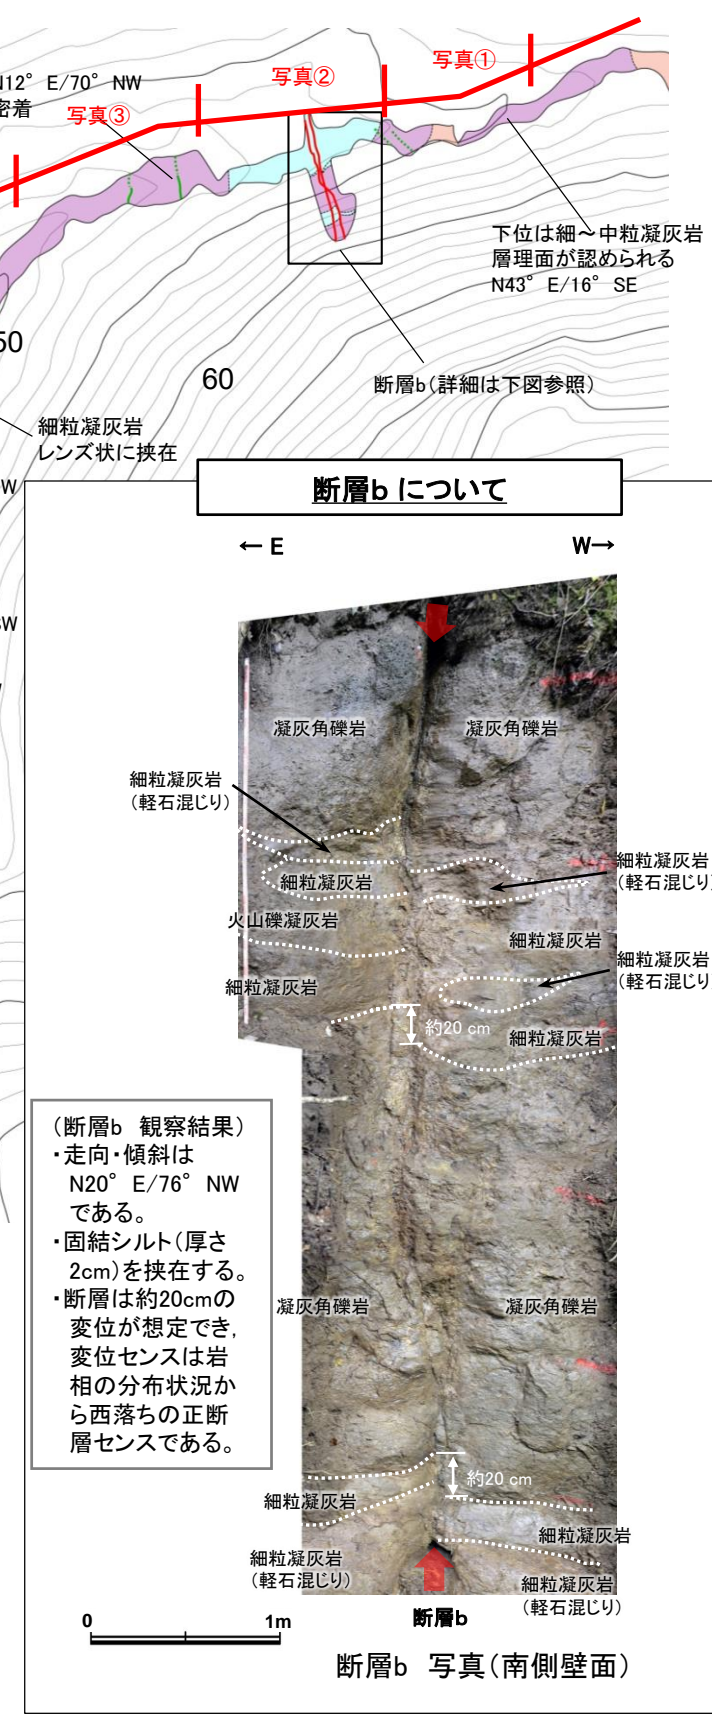 N12° E/70° NW
密着
写真③
写真②
写真①
下位は細～中粒凝灰岩
層理面が認められる
N43° E/16° SE
50
60
断層b（詳細は下図参照）
細粒凝灰岩
レンズ状に挟在
W
SW
断層b について
← E
W→
凝灰角礫岩
凝灰角礫岩
細粒凝灰岩
（軽石混じり）
細粒凝灰岩
細粒凝灰岩
（軽石混じり）
火山礫凝灰岩
細粒凝灰岩
細粒凝灰岩
（軽石混じり）
細粒凝灰岩
約20 cm
細粒凝灰岩
（断層b 観察結果）
・走向・傾斜は
N20° E/76° NW
である。
・固結シルト（厚さ
2cm）を挟在する。
・断層は約20cmの
変位が想定でき，
変位センスは岩
相の分布状況か
ら西落ちの正断
層センスである。
凝灰角礫岩
凝灰角礫岩
約20 cm
細粒凝灰岩
細粒凝灰岩
細粒凝灰岩
（軽石混じり）
細粒凝灰岩
（軽石混じり）
0
1m
断層b
断層b 写真（南側壁面）